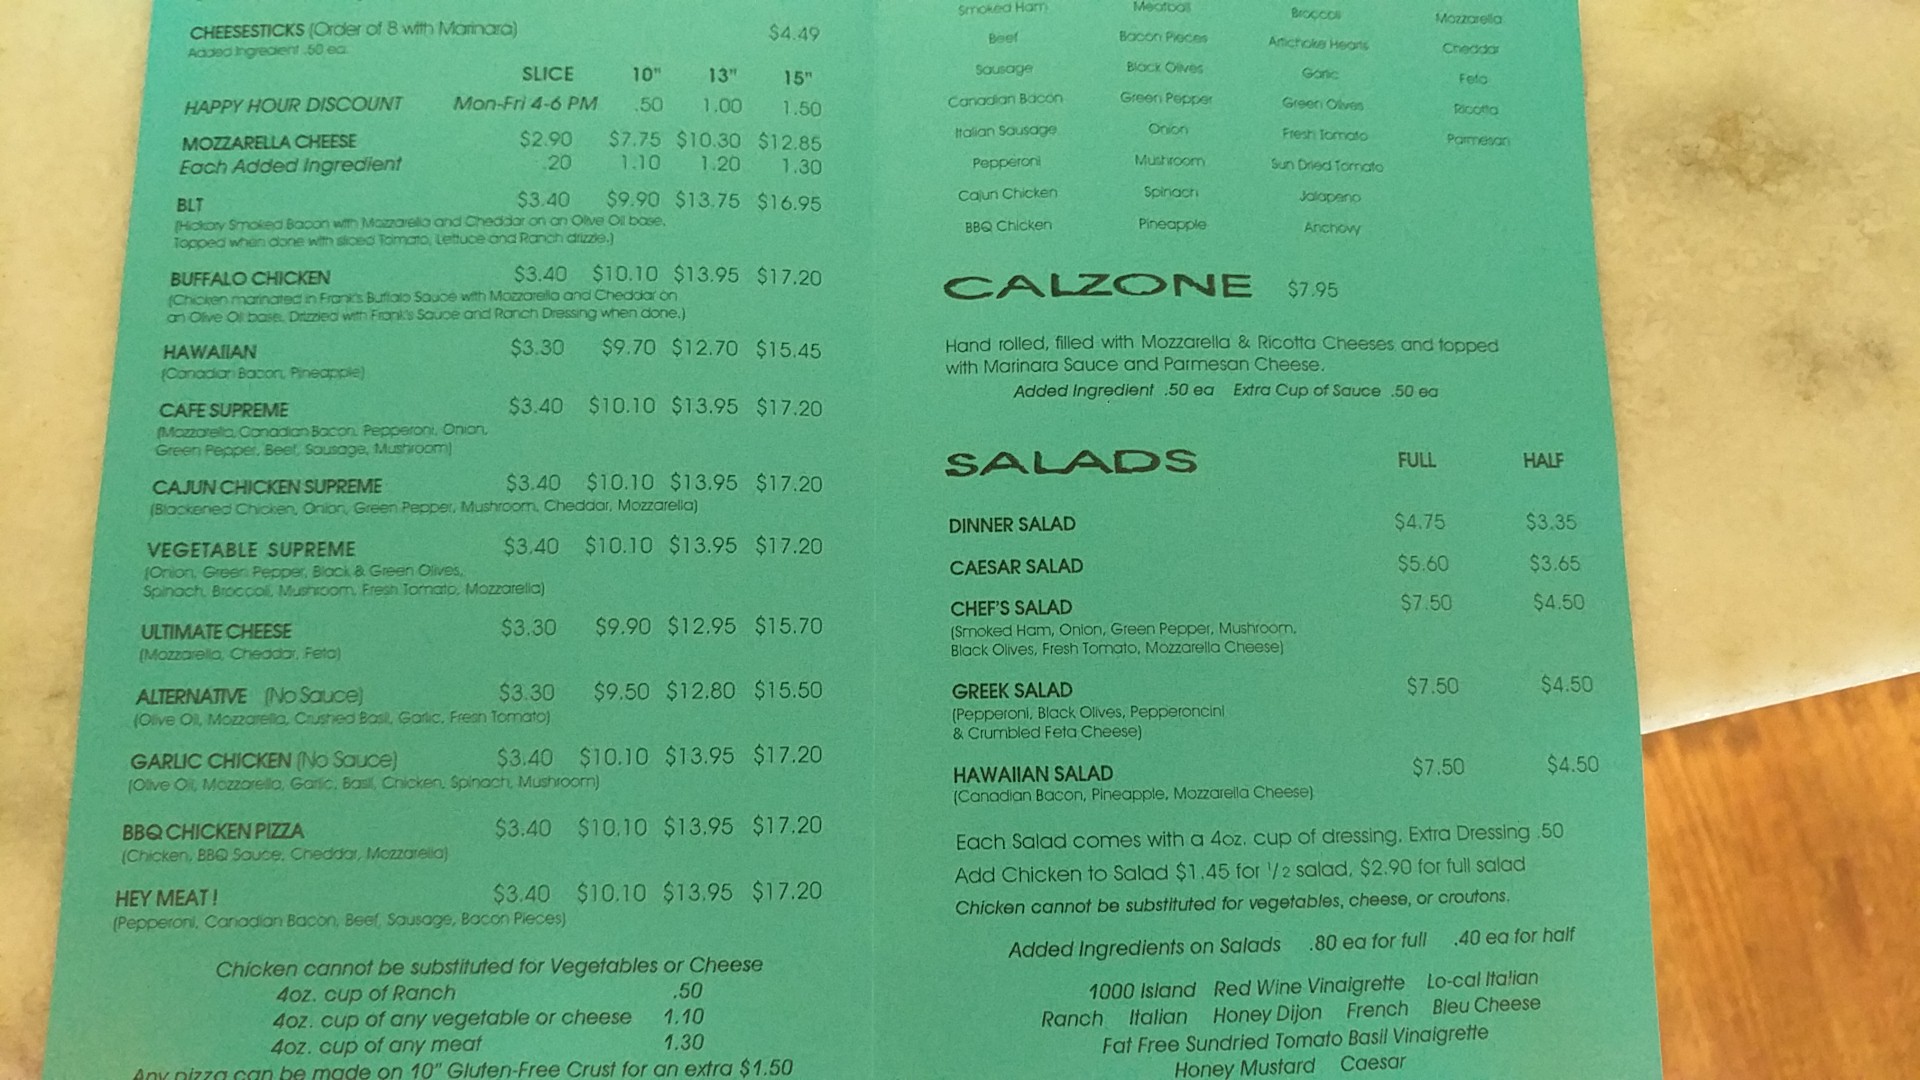 CHEESESTICKS (Order of 8 with Marinara) $4.49
Added Ingredient .50 ea.
SLICE 10" 13" 15"
HAPPY HOUR DISCOUNT Mon-Fri 4-6 PM .50 1.00 1.50
MOZZARELLA CHEESE $2.90 $7.75 $10.30 $12.85
Each Added Ingredient .20 1.10 1.20 1.30
BLT $3.40 $9.90 $13.75 $16.95
(Hickory Smoked Bacon with Mozzarella and Cheddar on an Olive Oil base.
Topped when done with sliced Tomato, Lettuce and Ranch drizzle.)
BUFFALO CHICKEN $3.40 $10.10 $13.95 $17.20
(Chicken marinated in Frank's Buffalo Sauce with Mozzarella and Cheddar on
an Olive Oil base. Drizzled with Frank's Sauce and Ranch Dressing when done.)
HAWAIIAN $3.30 $9.70 $12.70 $15.45
(Canadian Bacon, Pineapple)
CAFE SUPREME $3.40 $10.10 $13.95 $17.20
(Mozzarella, Canadian Bacon, Pepperoni, Onion,
Green Pepper, Beef, Sausage, Mushroom)
CAJUN CHICKEN SUPREME $3.40 $10.10 $13.95 $17.20
(Blackened Chicken, Onion, Green Pepper, Mushroom, Cheddar, Mozzarella)
VEGETABLE SUPREME $3.40 $10.10 $13.95 $17.20
(Onion, Green Pepper, Black & Green Olives,
Spinach, Broccoli, Mushroom, Fresh Tomato, Mozzarella)
ULTIMATE CHEESE $3.30 $9.90 $12.95 $15.70
(Mozzarella, Cheddar, Feta)
ALTERNATIVE (No Sauce) $3.30 $9.50 $12.80 $15.50
(Olive Oil, Mozzarella, Crushed Basil, Garlic, Fresh Tomato)
GARLIC CHICKEN (No Sauce) $3.40 $10.10 $13.95 $17.20
(Olive Oil, Mozzarella, Garlic, Basil, Chicken, Spinach, Mushroom)
BBQ CHICKEN PIZZA $3.40 $10.10 $13.95 $17.20
(Chicken, BBQ Sauce, Cheddar, Mozzarella)
HEY MEAT! $3.40 $10.10 $13.95 $17.20
(Pepperoni, Canadian Bacon, Beef, Sausage, Bacon Pieces)
Chicken cannot be substituted for Vegetables or Cheese
4oz. cup of Ranch .50
4oz. cup of any vegetable or cheese 1.10
4oz. cup of any meat 1.30
Any pizza can be made on 10" Gluten-Free Crust for an extra $1.50
Smoked Ham Meatball Broccoli Mozzarella
Beef Bacon Pieces Artichoke Hearts Cheddar
Sausage Black Olives Garlic Feta
Canadian Bacon Green Pepper Green Olives Ricotta
Italian Sausage Onion Fresh Tomato Parmesan
Pepperoni Mushroom Sun Dried Tomato
Cajun Chicken Spinach Jalapeno
BBQ Chicken Pineapple Anchovy
CALZONE $7.95
Hand rolled, filled with Mozzarella & Ricotta Cheeses and topped
with Marinara Sauce and Parmesan Cheese.
Added Ingredient .50 ea Extra Cup of Sauce .50 ea
SALADS FULL HALF
DINNER SALAD $4.75 $3.35
CAESAR SALAD $5.60 $3.65
CHEF'S SALAD $7.50 $4.50
(Smoked Ham, Onion, Green Pepper, Mushroom,
Black Olives, Fresh Tomato, Mozzarella Cheese)
GREEK SALAD $7.50 $4.50
(Pepperoni, Black Olives, Pepperoncini
& Crumbled Feta Cheese)
HAWAIIAN SALAD $7.50 $4.50
(Canadian Bacon, Pineapple, Mozzarella Cheese)
Each Salad comes with a 4oz. cup of dressing, Extra Dressing .50
Add Chicken to Salad $1.45 for 1/2 salad, $2.90 for full salad
Chicken cannot be substituted for vegetables, cheese, or croutons.
Added Ingredients on Salads .80 ea for full .40 ea for half
1000 Island Red Wine Vinaigrette Lo-cal Italian
Ranch Italian Honey Dijon French Bleu Cheese
Fat Free Sundried Tomato Basil Vinaigrette
Honey Mustard Caesar